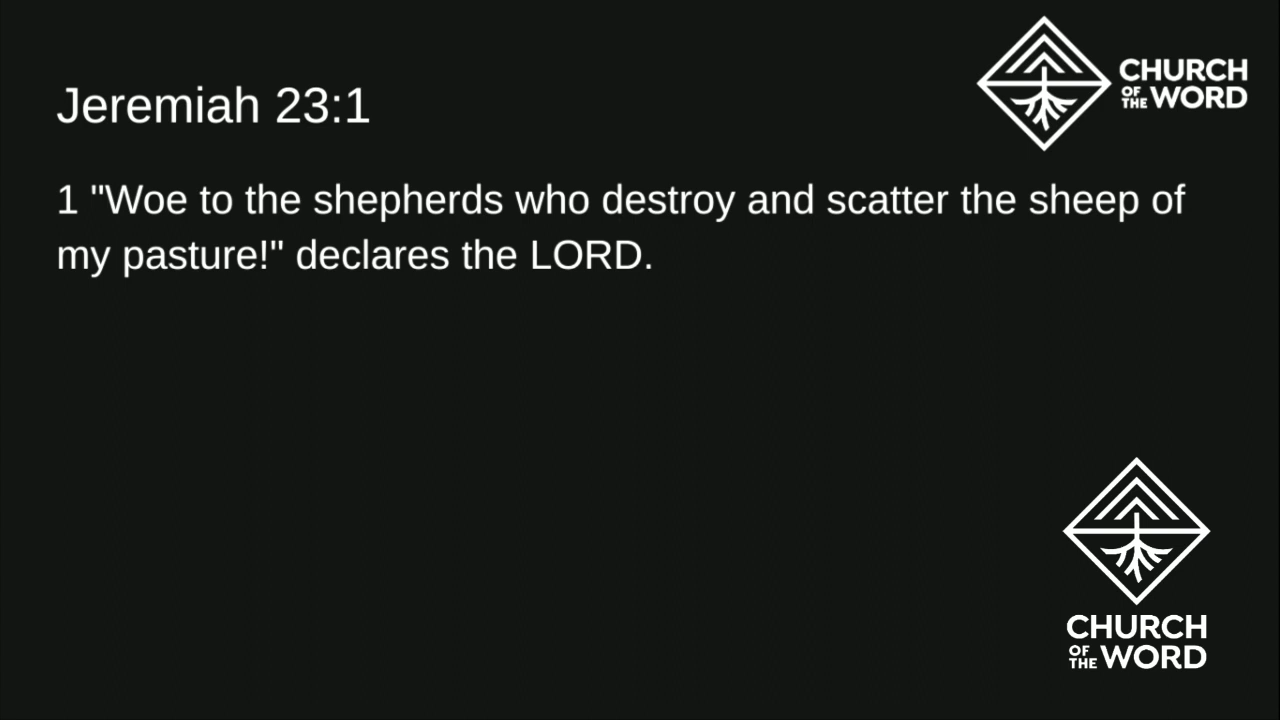 Jeremiah 23:1
CHURCH
OF THE WORD
1 "Woe to the shepherds who destroy and scatter the sheep of
my pasture!" declares the LORD.
CHURCH
OF THE WORD